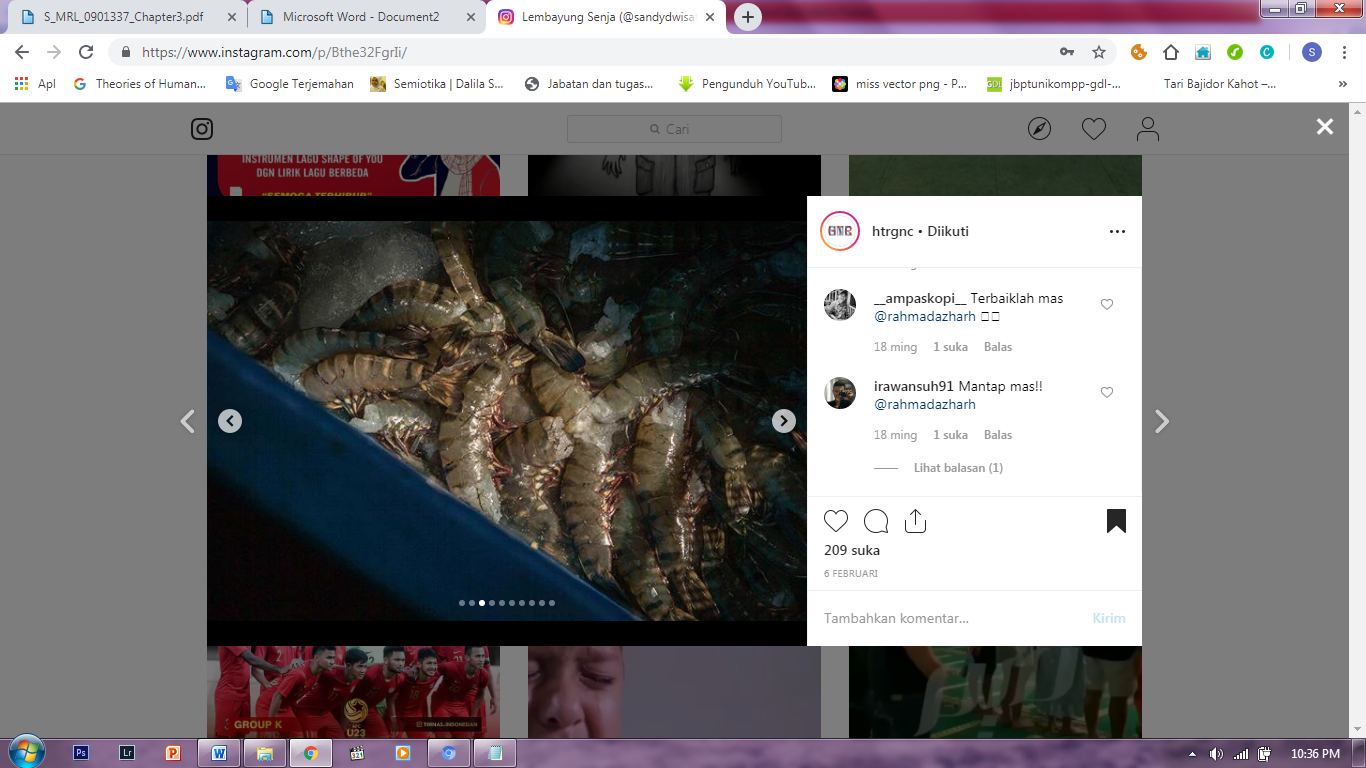 S_MRL_0901337_Chapter3.pdf
Microsoft Word - Document2
Lembayung Senja (@sandydwisa
https://www.instagram.com/p/Bthe32FgrIi/
S
Apl
Theories of Human...
Google Terjemahan
Semiotika | Dalila S...
Jabatan dan tugas...
Pengunduh YouTub...
miss vector png - P...
jbptunikompp-gdl-...
Tari Bajidor Kahot –...
Cari
INSTRUMEN LAGU SHAPE OF YOU
DGN LIRIK LAGU BERBEDA
"SEMOGA TERHIBUR"
htrgnc • Diikuti
__ampaskopi__ Terbaiklah mas
@rahmadazharh
18 ming 1 suka Balas
irawansuh91 Mantap mas!!
@rahmadazharh
18 ming 1 suka Balas
Lihat balasan (1)
209 suka
6 FEBRUARI
Tambahkan komentar...
Kirim
GROUP K
U23
10:36 PM